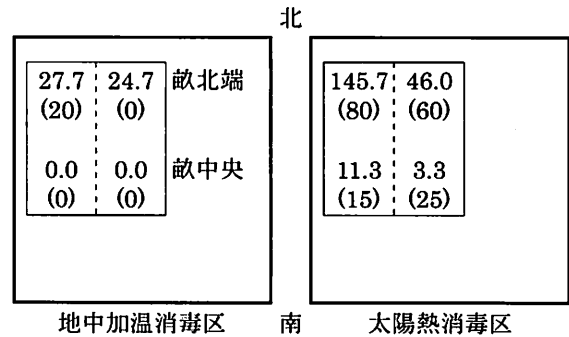 北
27.7 24.7 畝北端 145.7 46.0
(20) (0) (80) (60)
0.0 0.0 畝中央 11.3 3.3
(0) (0) (15) (25)
地中加温消毒区 南 太陽熱消毒区